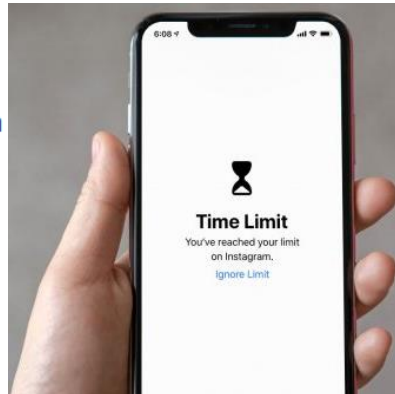 6:08
Time Limit
You've reached your limit
on Instagram.
Ignore Limit